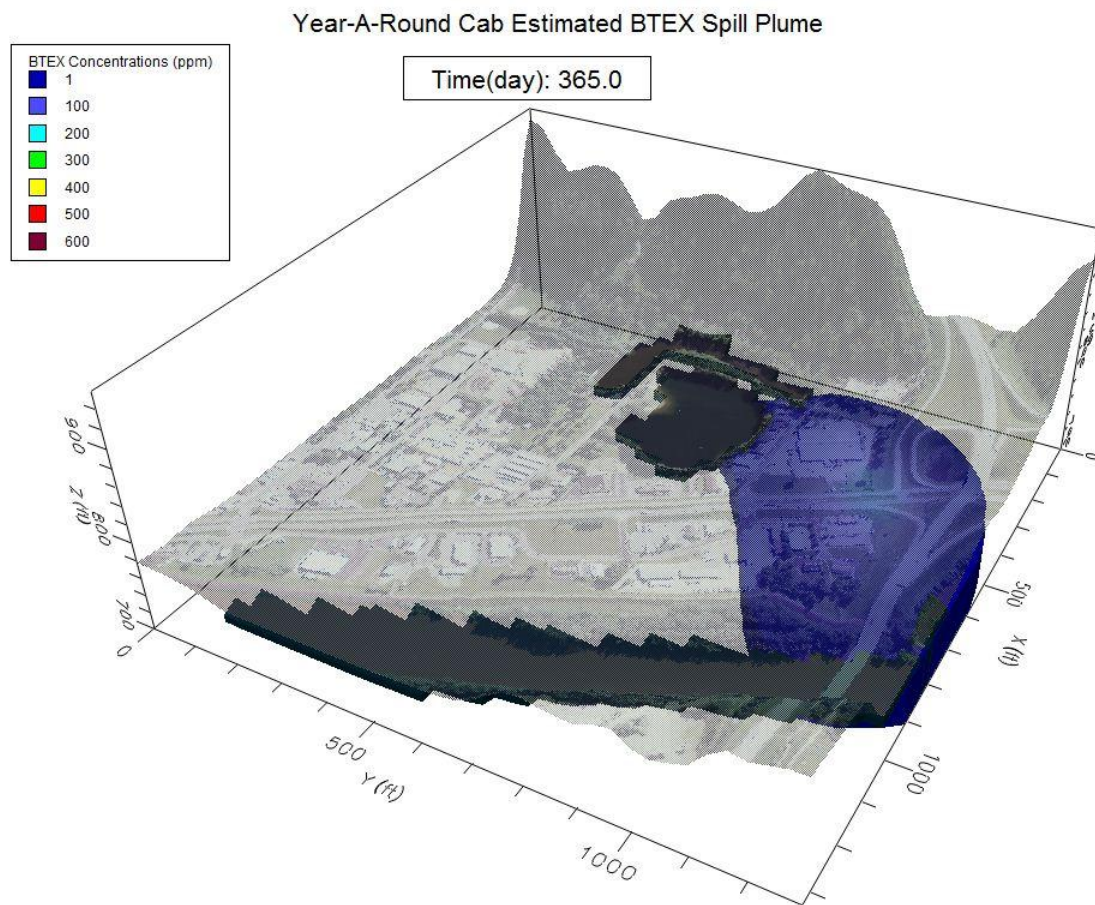 Year-A-Round Cab Estimated BTEX Spill Plume
Time(day): 365.0
BTEX Concentrations (ppm)
1
100
200
300
400
500
600
900
Z (ft)
800
700
0
500
Y (ft)
1000
0
500
X (ft)
1000